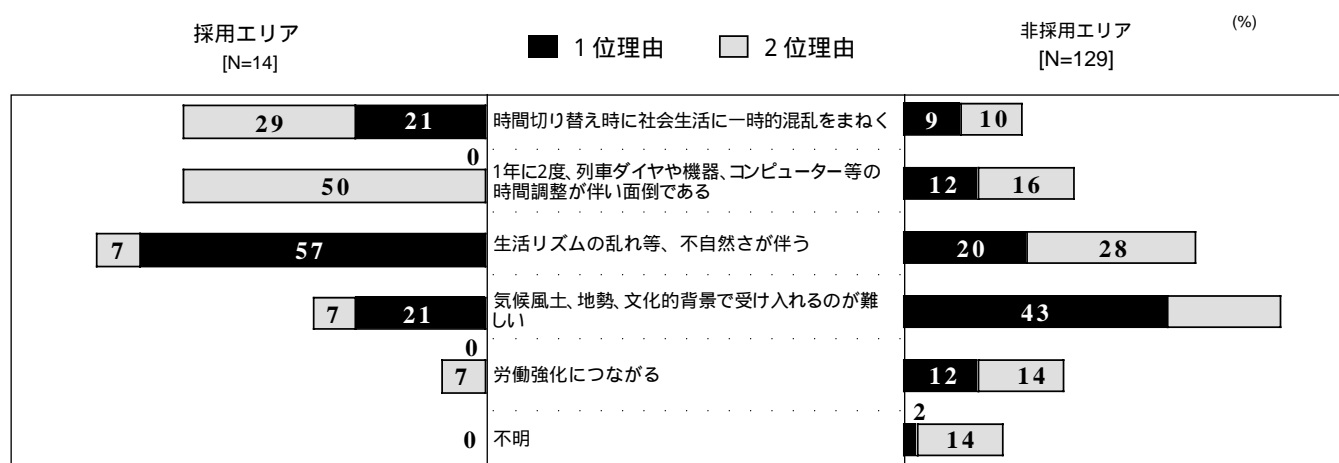 採用エリア
[N=14]
1位理由
2位理由
非採用エリア
[N=129]
(%)
29 21 時間切り替え時に社会生活に一時的混乱をまねく 9 10
0
50 1年に2度、列車ダイヤや機器、コンピューター等の
時間調整が伴い面倒である 12 16
7 57 生活リズムの乱れ等、不自然さが伴う 20 28
7 21 気候風土、地勢、文化的背景で受け入れるのが難
しい 43
0
7 労働強化につながる 12 14
2
0 不明 14